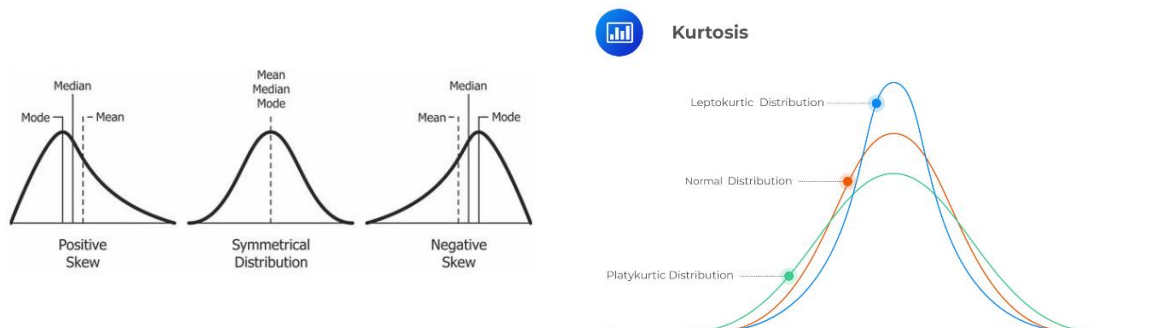 Median
Mode
Mean
Positive
Skew
Mean
Median
Mode
Symmetrical
Distribution
Median
Mean
Mode
Negative
Skew
Kurtosis
Leptokurtic Distribution
Normal Distribution
Platykurtic Distribution